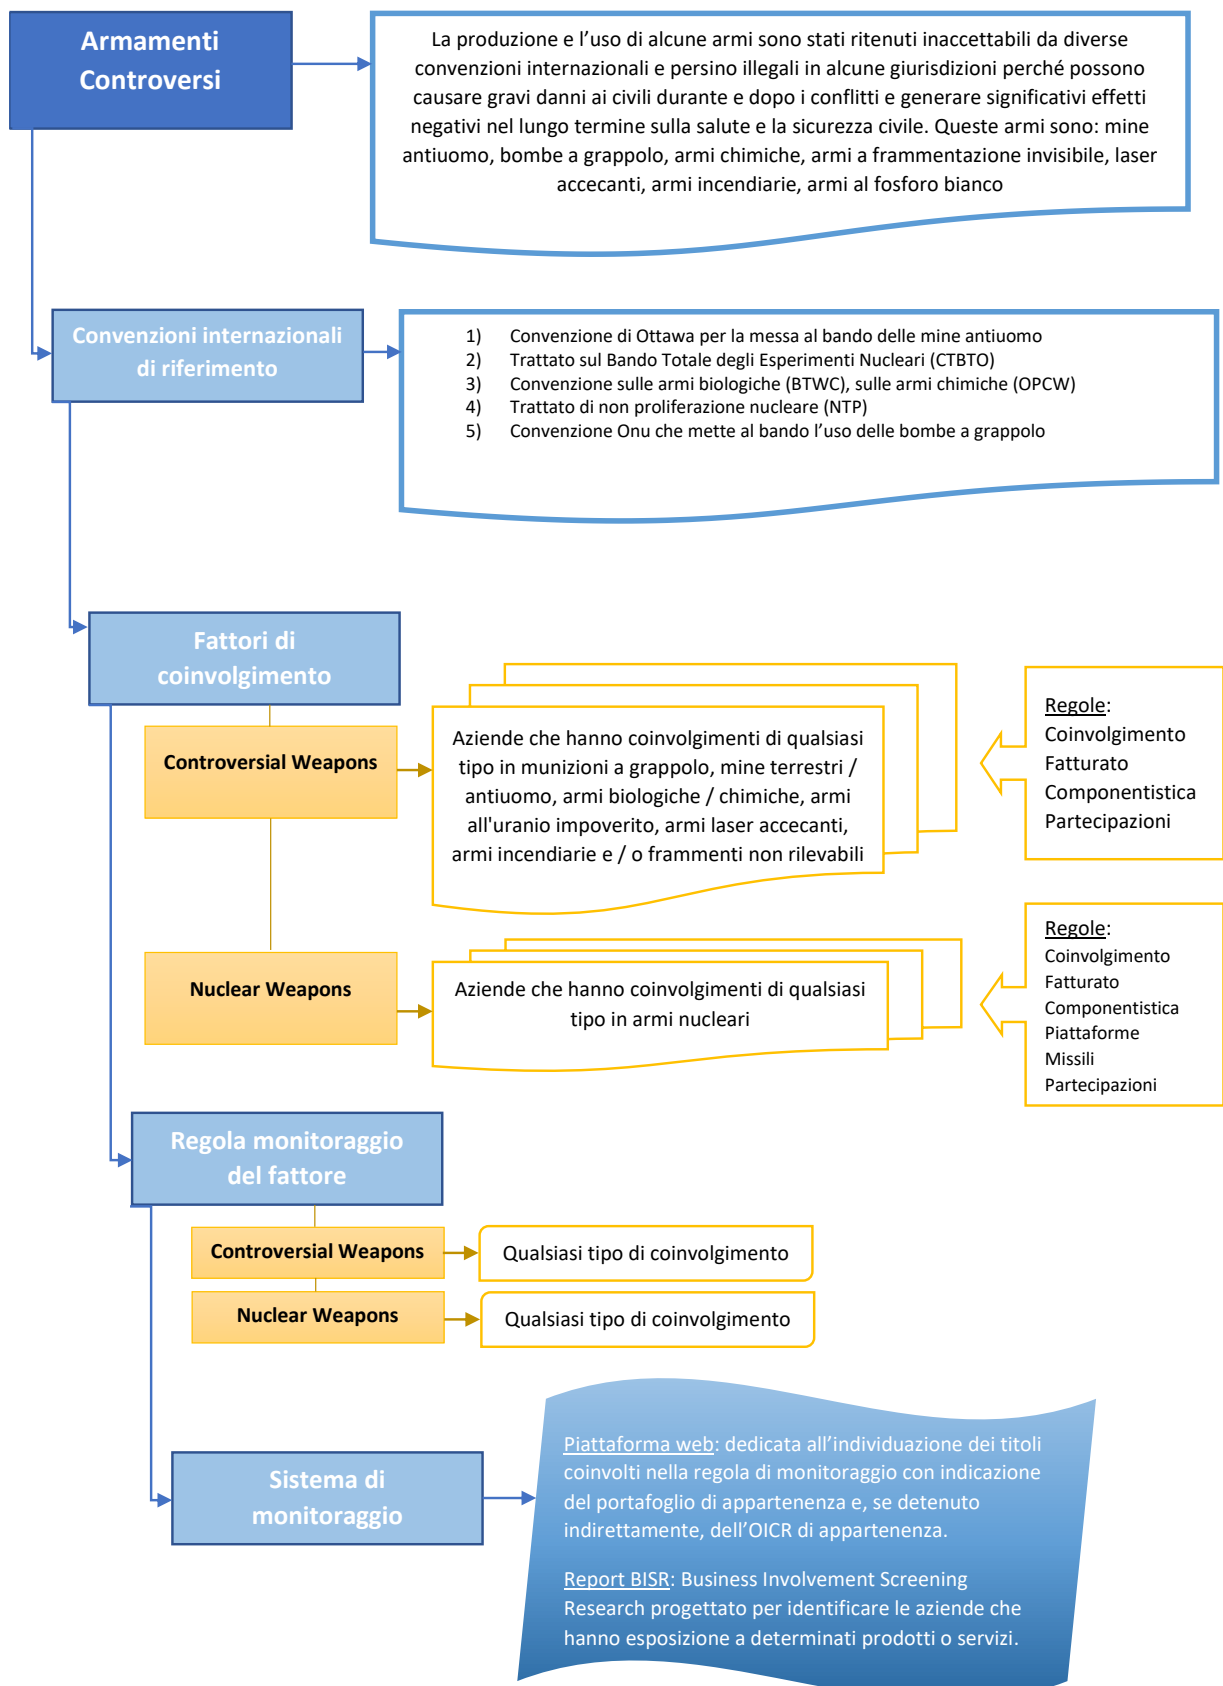 Armamenti
Controversi
La produzione e l’uso di alcune armi sono stati ritenuti inaccettabili da diverse
convenzioni internazionali e persino illegali in alcune giurisdizioni perché possono
causare gravi danni ai civili durante e dopo i conflitti e generare significativi effetti
negativi nel lungo termine sulla salute e la sicurezza civile. Queste armi sono: mine
antiuomo, bombe a grappolo, armi chimiche, armi a frammentazione invisibile, laser
accecanti, armi incendiarie, armi al fosforo bianco
Convenzioni internazionali
di riferimento
1) Convenzione di Ottawa per la messa al bando delle mine antiuomo
2) Trattato sul Bando Totale degli Esperimenti Nucleari (CTBTO)
3) Convenzione sulle armi biologiche (BTWC), sulle armi chimiche (OPCW)
4) Trattato di non proliferazione nucleare (NTP)
5) Convenzione Onu che mette al bando l’uso delle bombe a grappolo
Fattori di
coinvolgimento
Controversial Weapons
Aziende che hanno coinvolgimenti di qualsiasi
tipo in munizioni a grappolo, mine terrestri /
antiuomo, armi biologiche / chimiche, armi
all'uranio impoverito, armi laser accecanti,
armi incendiarie e / o frammenti non rilevabili
Regole:
Coinvolgimento
Fatturato
Componentistica
Partecipazioni
Nuclear Weapons
Aziende che hanno coinvolgimenti di qualsiasi
tipo in armi nucleari
Regole:
Coinvolgimento
Fatturato
Componentistica
Piattaforme
Missili
Partecipazioni
Regola monitoraggio
del fattore
Controversial Weapons
Qualsiasi tipo di coinvolgimento
Nuclear Weapons
Qualsiasi tipo di coinvolgimento
Sistema di
monitoraggio
Piattaforma web: dedicata all’individuazione dei titoli
coinvolti nella regola di monitoraggio con indicazione
del portafoglio di appartenenza e, se detenuto
indirettamente, dell’OICR di appartenenza.
Report BISR: Business Involvement Screening
Research progettato per identificare le aziende che
hanno esposizione a determinati prodotti o servizi.